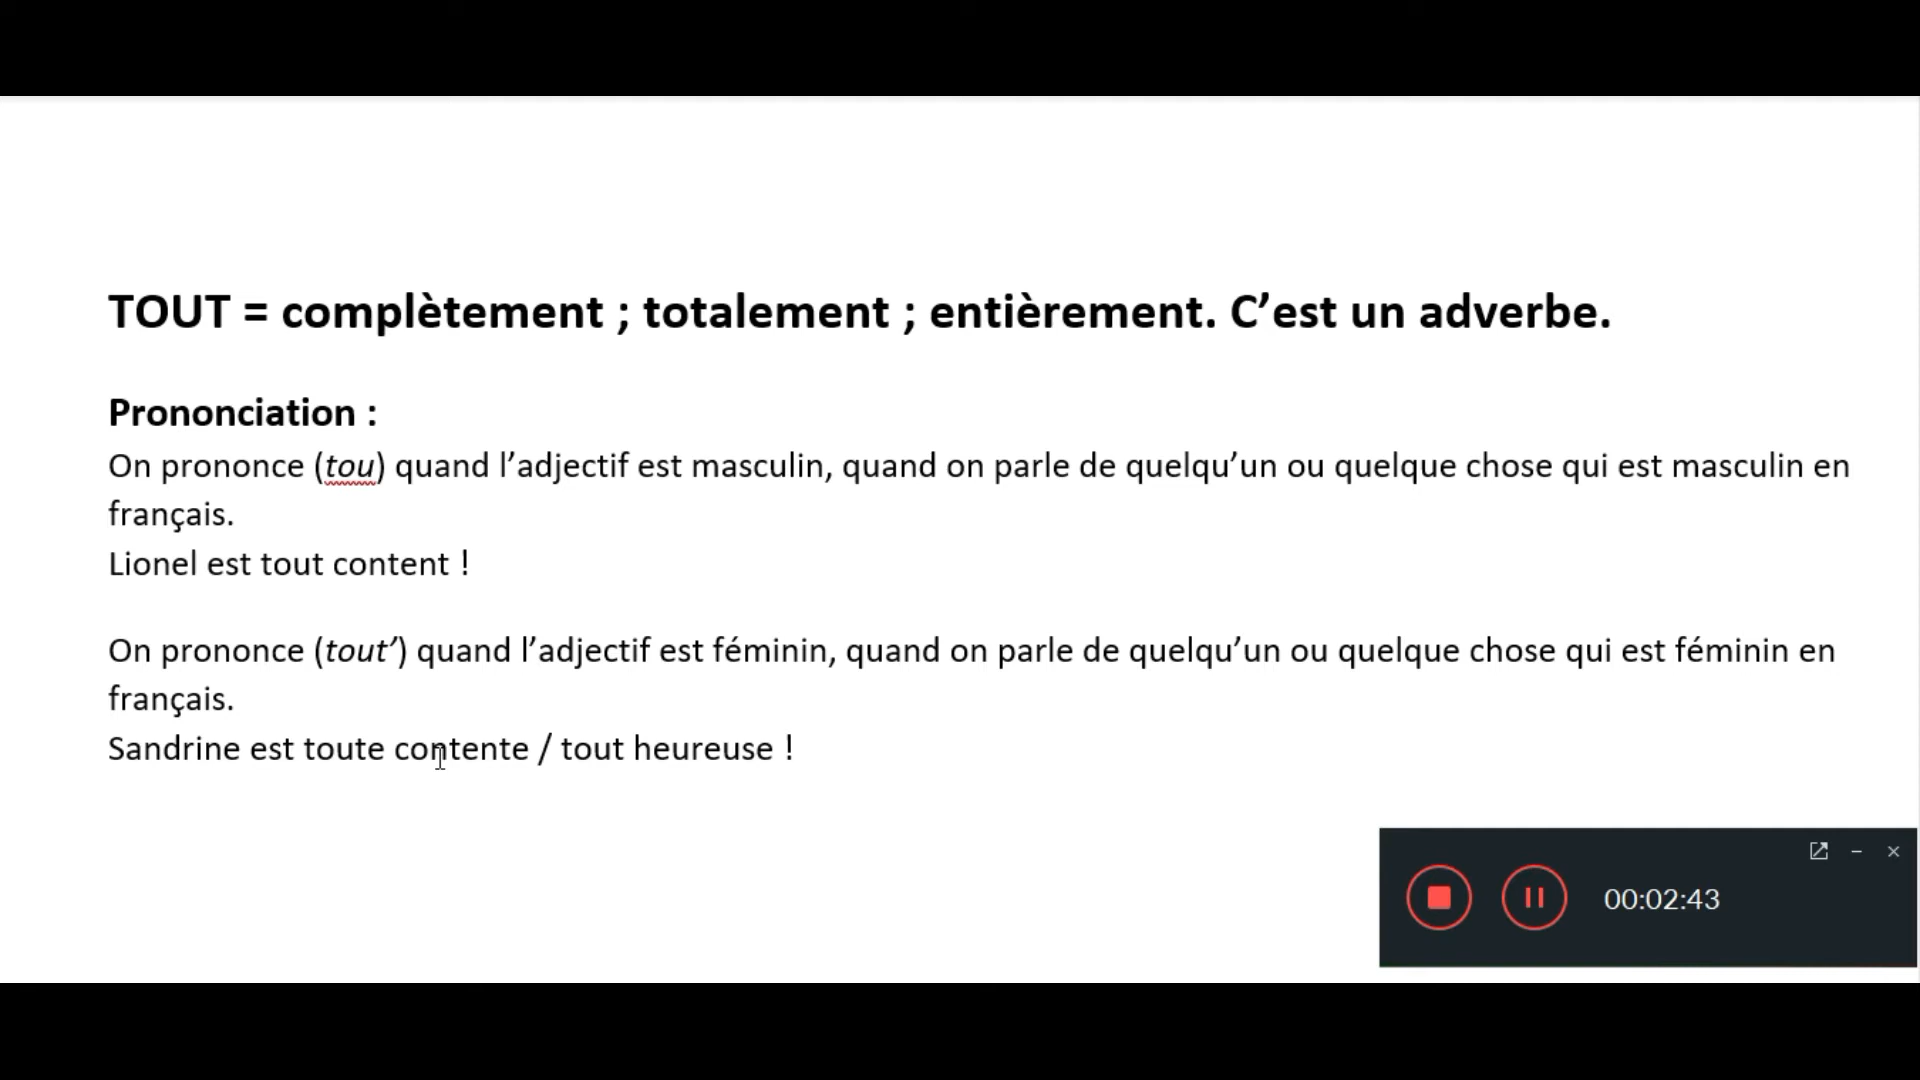 TOUT = complètement ; totalement ; entièrement. C’est un adverbe.
Prononciation :
On prononce (tou) quand l’adjectif est masculin, quand on parle de quelqu’un ou quelque chose qui est masculin en
français.
Lionel est tout content !
On prononce (tout’) quand l’adjectif est féminin, quand on parle de quelqu’un ou quelque chose qui est féminin en
français.
Sandrine est toute contente / tout heureuse !
00:02:43